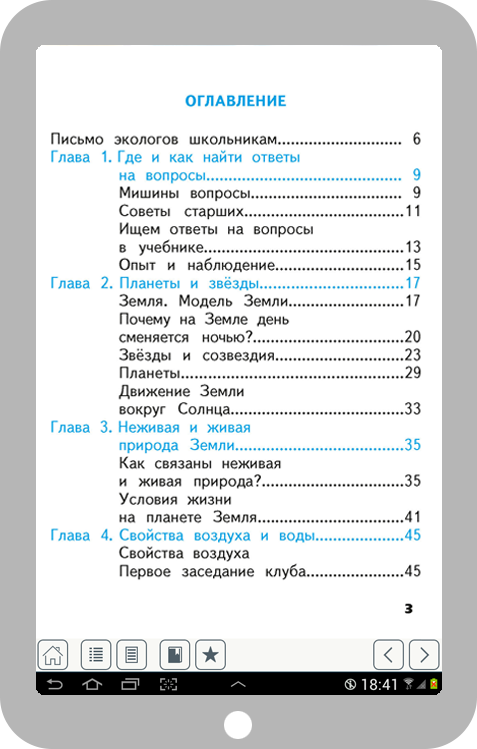 ОГЛАВЛЕНИЕ
Письмо экологов школьникам............................ 6
Глава 1. Где и как найти ответы
на вопросы............................................ 9
Мишины вопросы.................................. 9
Советы старших....................................11
Ищем ответы на вопросы
в учебнике.............................................13
Опыт и наблюдение.............................15
Глава 2. Планеты и звёзды................................17
Земля. Модель Земли..........................17
Почему на Земле день
сменяется ночью?..................................20
Звёзды и созвездия.............................23
Планеты..................................................29
Движение Земли
вокруг Солнца.......................................33
Глава 3. Неживая и живая
природа Земли......................................35
Как связаны неживая
и живая природа?................................35
Условия жизни
на планете Земля.................................41
Глава 4. Свойства воздуха и воды....................45
Свойства воздуха
Первое заседание клуба......................45
3
18:41